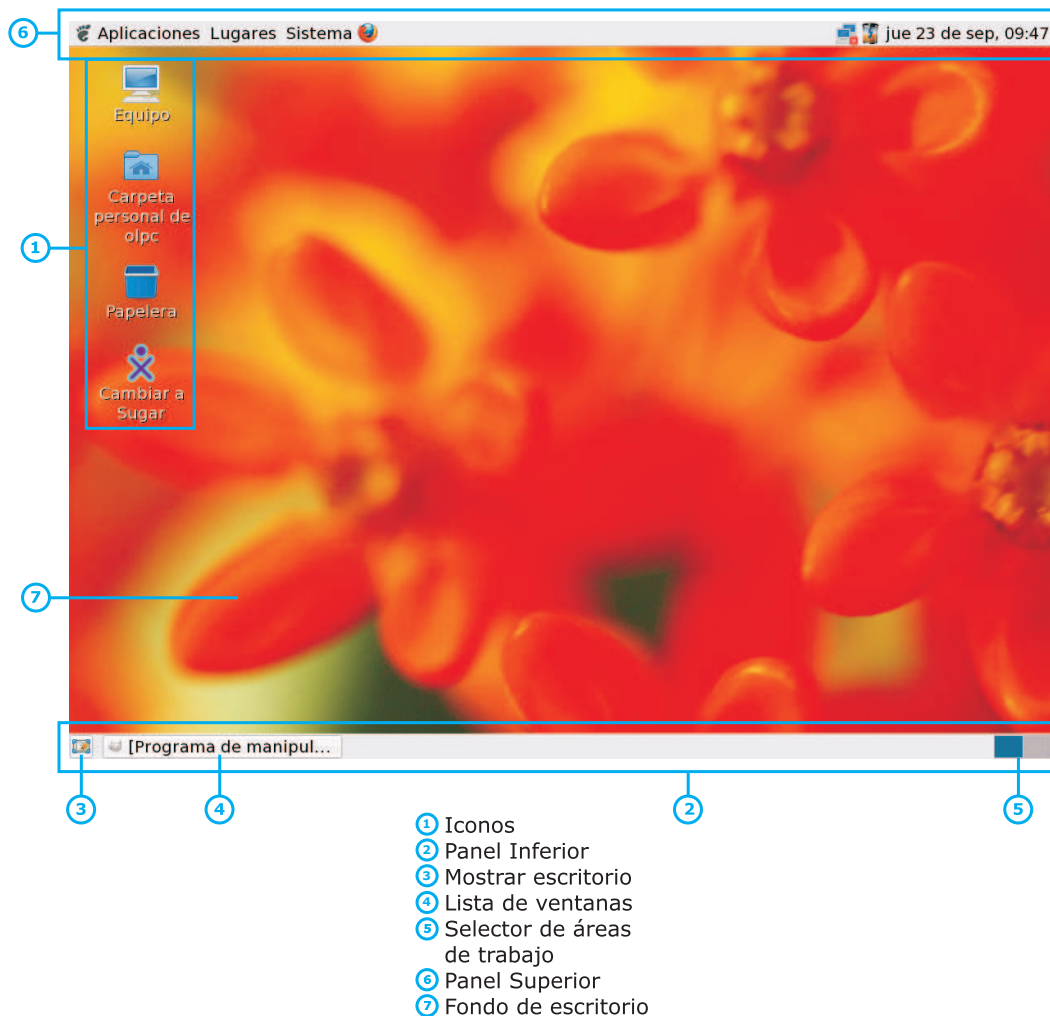 6 Aplicaciones Lugares Sistema jue 23 de sep, 09:47
Equipo
Carpeta
personal de
olpc
1
Papelera
Cambiar a
Sugar
7
[Programa de manipul...
3 4 2 5
1 Iconos
2 Panel Inferior
3 Mostrar escritorio
4 Lista de ventanas
5 Selector de áreas
de trabajo
6 Panel Superior
7 Fondo de escritorio